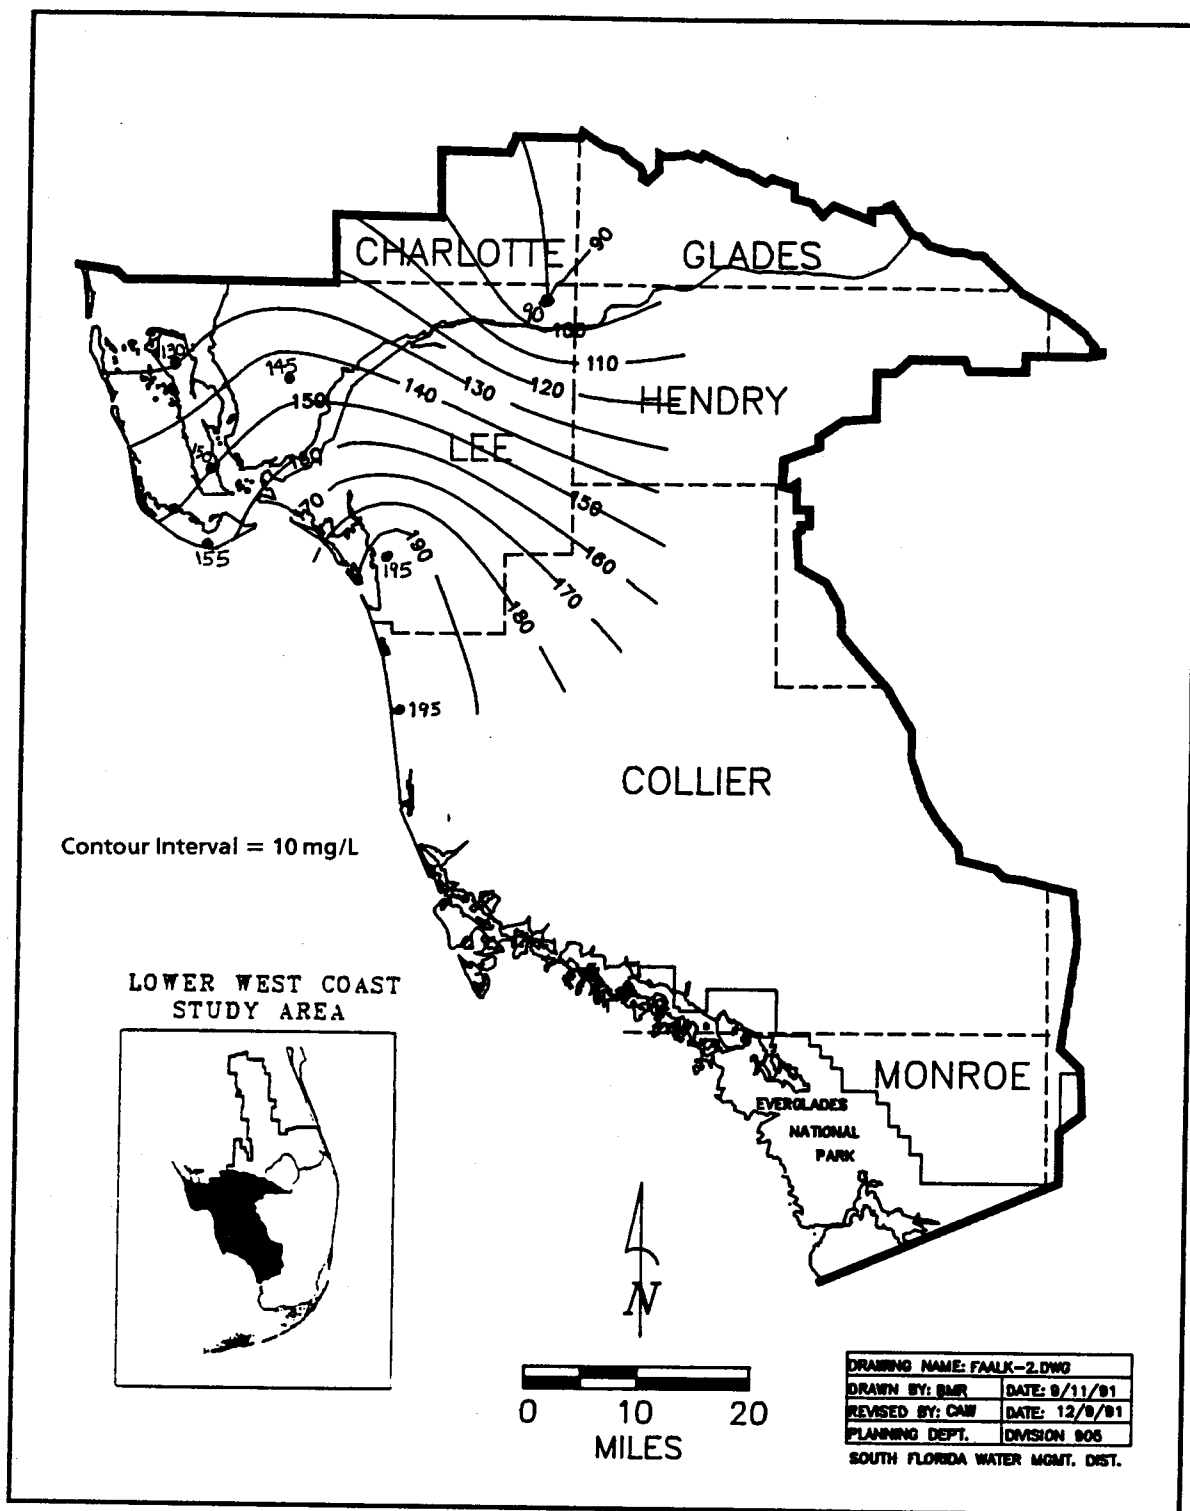 CHARLOTTE
GLADES
90
90
100
110
130
120
130
140
145
HENDRY
150
LEE
150
160
150
170
190
160
155
195
170
180
195
COLLIER
Contour Interval = 10 mg/L
LOWER WEST COAST
STUDY AREA
MONROE
EVERGLADES
NATIONAL
PARK
N
0 10 20
MILES
DRAWING NAME: FAALK-2.DWG
DRAWN BY: BMR DATE: 9/11/91
REVISED BY: CAW DATE: 12/9/91
PLANNING DEPT. DIVISION 905
SOUTH FLORIDA WATER MGMT. DIST.